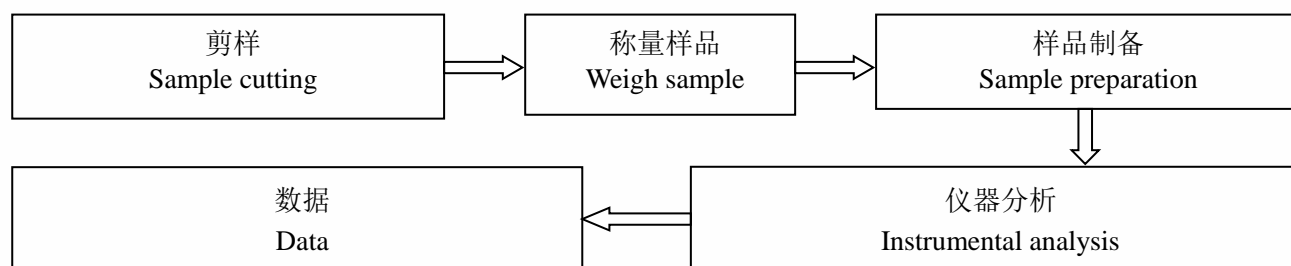 剪样
Sample cutting
称量样品
Weigh sample
样品制备
Sample preparation
仪器分析
Instrumental analysis
数据
Data